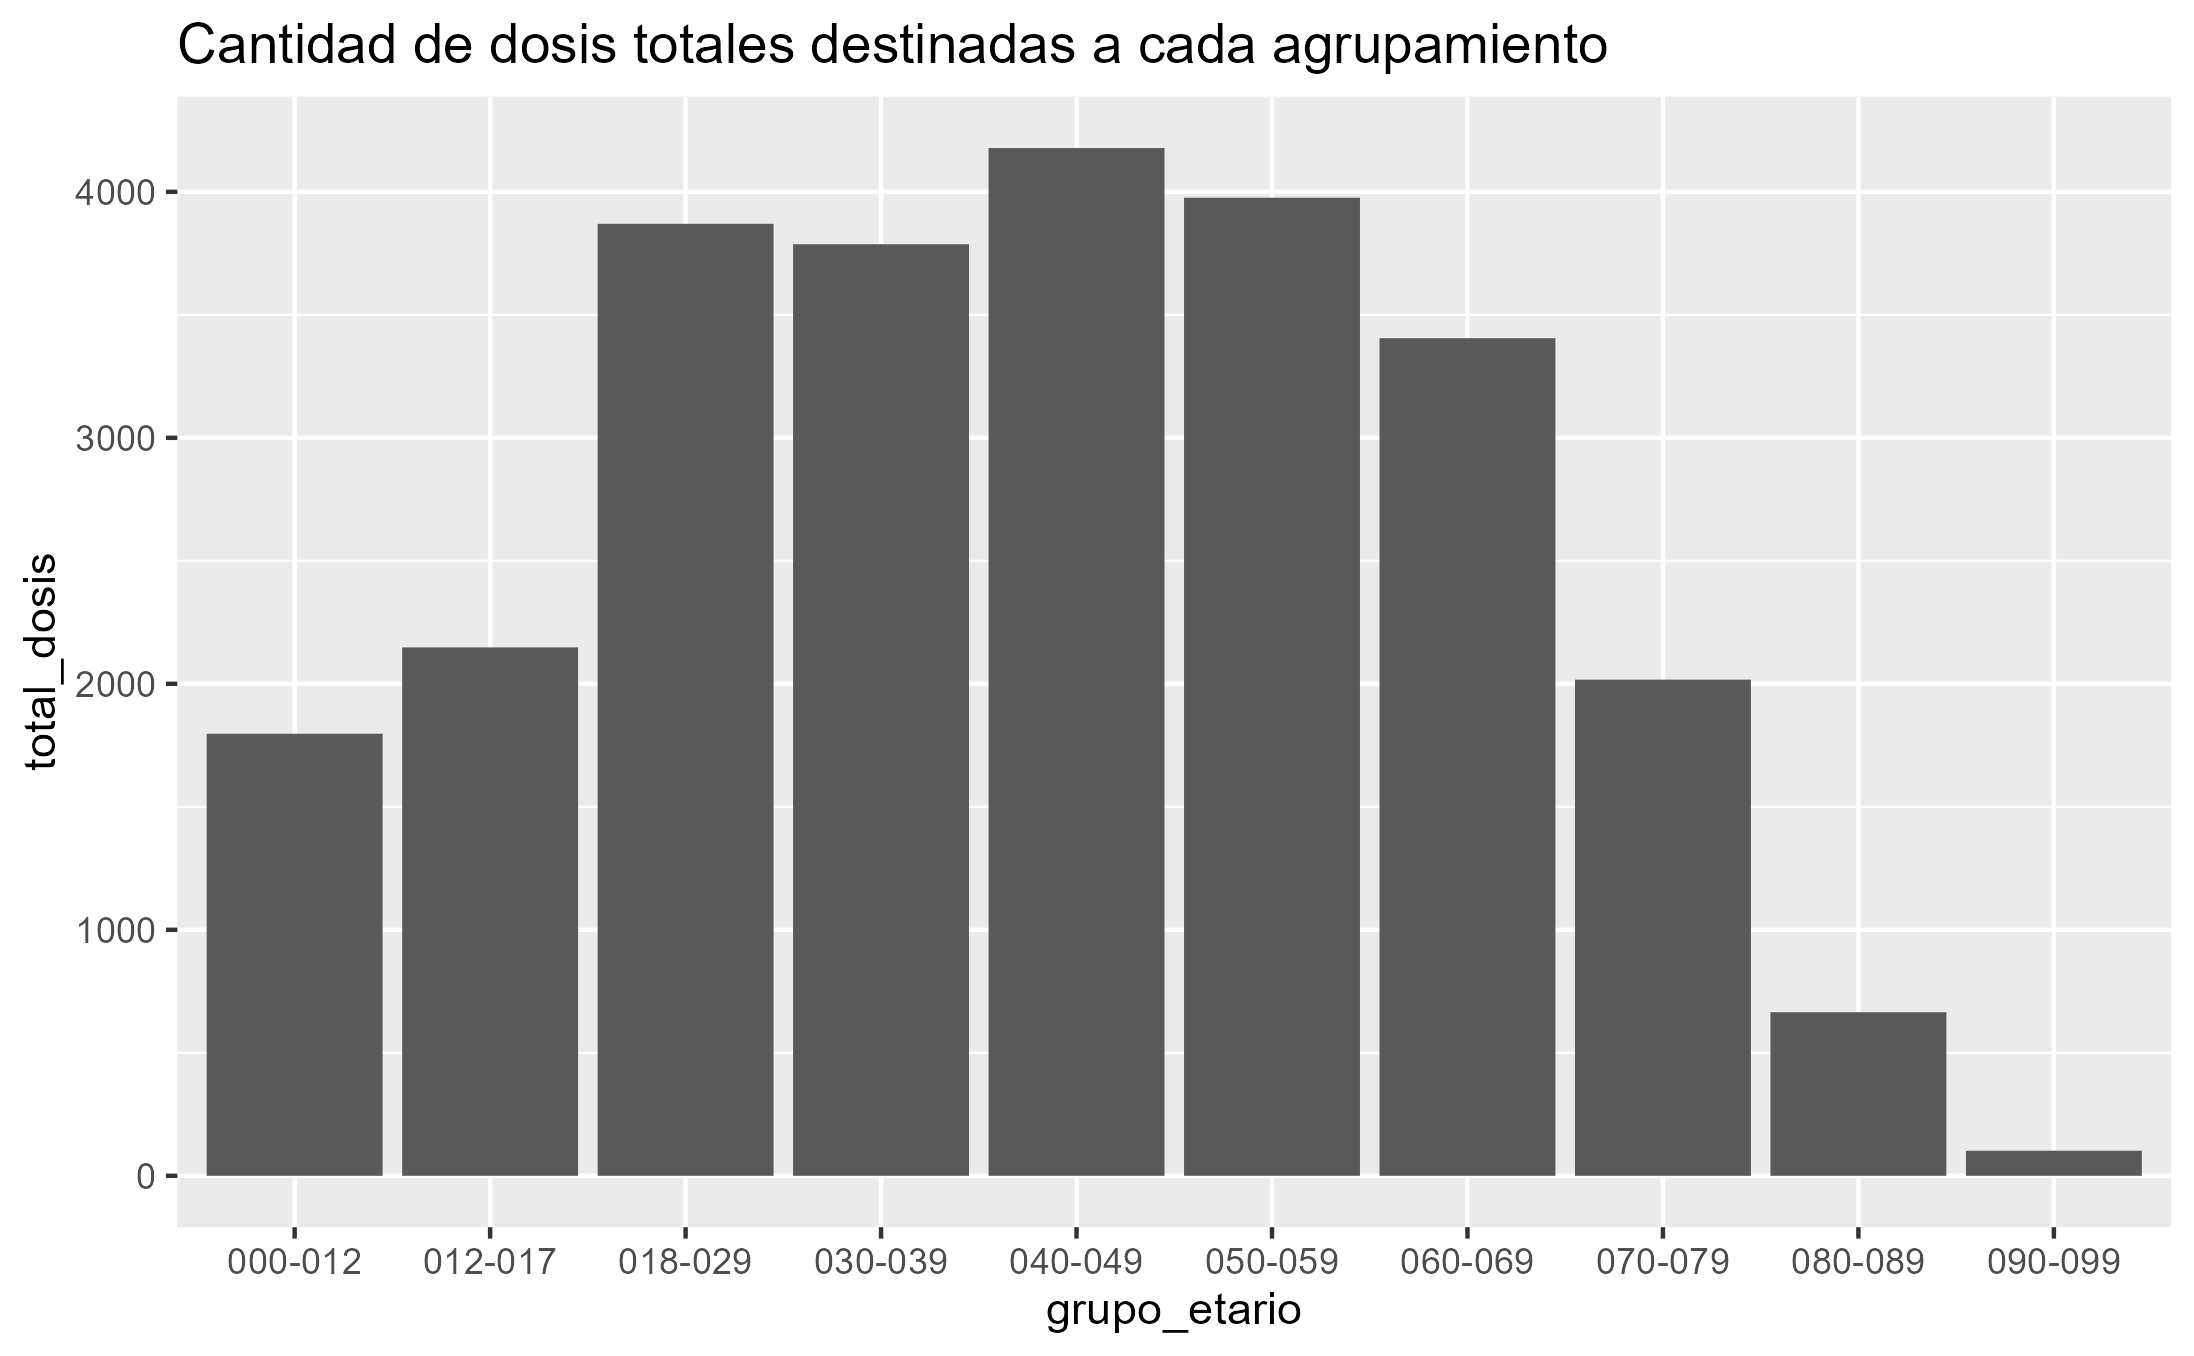 Cantidad de dosis totales destinadas a cada agrupamiento
total_dosis
4000
3000
2000
1000
0
000-012 012-017 018-029 030-039 040-049 050-059 060-069 070-079 080-089 090-099
grupo_etario